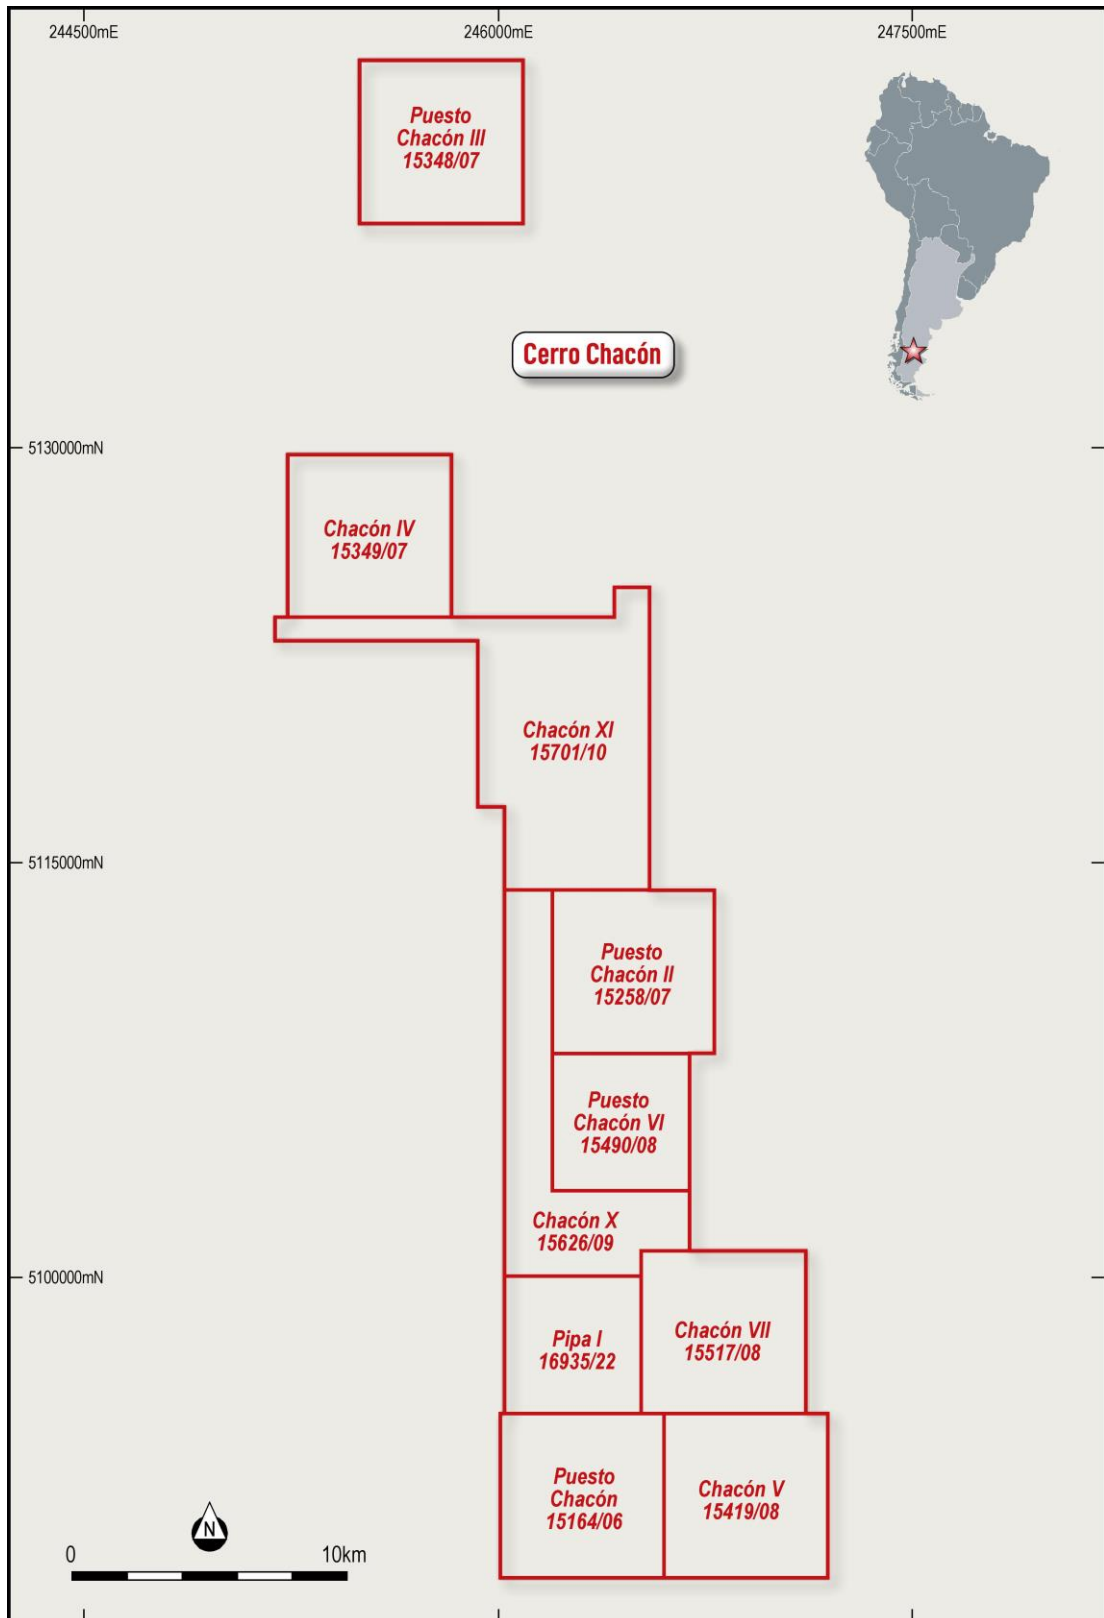 244500mE
246000mE
247500mE
Puesto
Chacón III
15348/07
Cerro Chacón
5130000mN
Chacón IV
15349/07
Chacón XI
15701/10
5115000mN
Puesto
Chacón II
15258/07
Puesto
Chacón VI
15490/08
Chacón X
15626/09
5100000mN
Pipa I
16935/22
Chacón VII
15517/08
Puesto
Chacón
15164/06
Chacón V
15419/08
N
0
10km